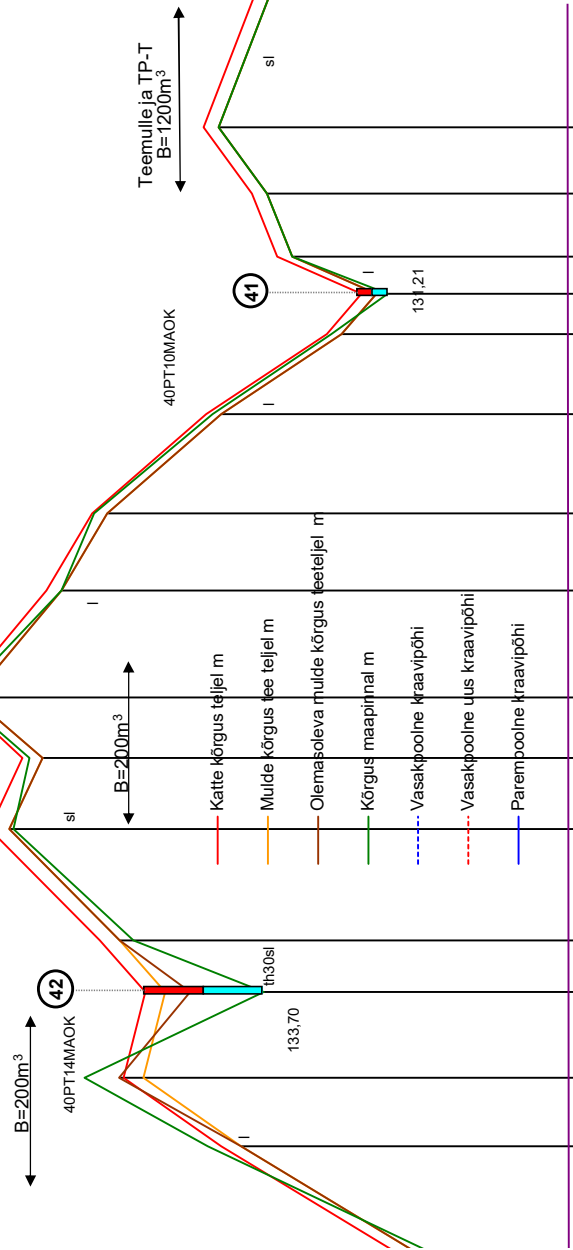 B=200m³
40PT14MAOK
42
133,70
th30sl
l
sl
B=200m³
l
40PT10MAOK
l
41
131,21
l
Teemulle ja TP-T
B=1200m³
sl
Katte kõrgus teljel m
Mulde kõrgus tee teljel m
Olemasoleva mulde kõrgus teeteljel m
Kõrgus maapinnal m
Vasakpoolne kraavipõhi
Vasakpoolne uus kraavipõhi
Parempoolne kraavipõhi